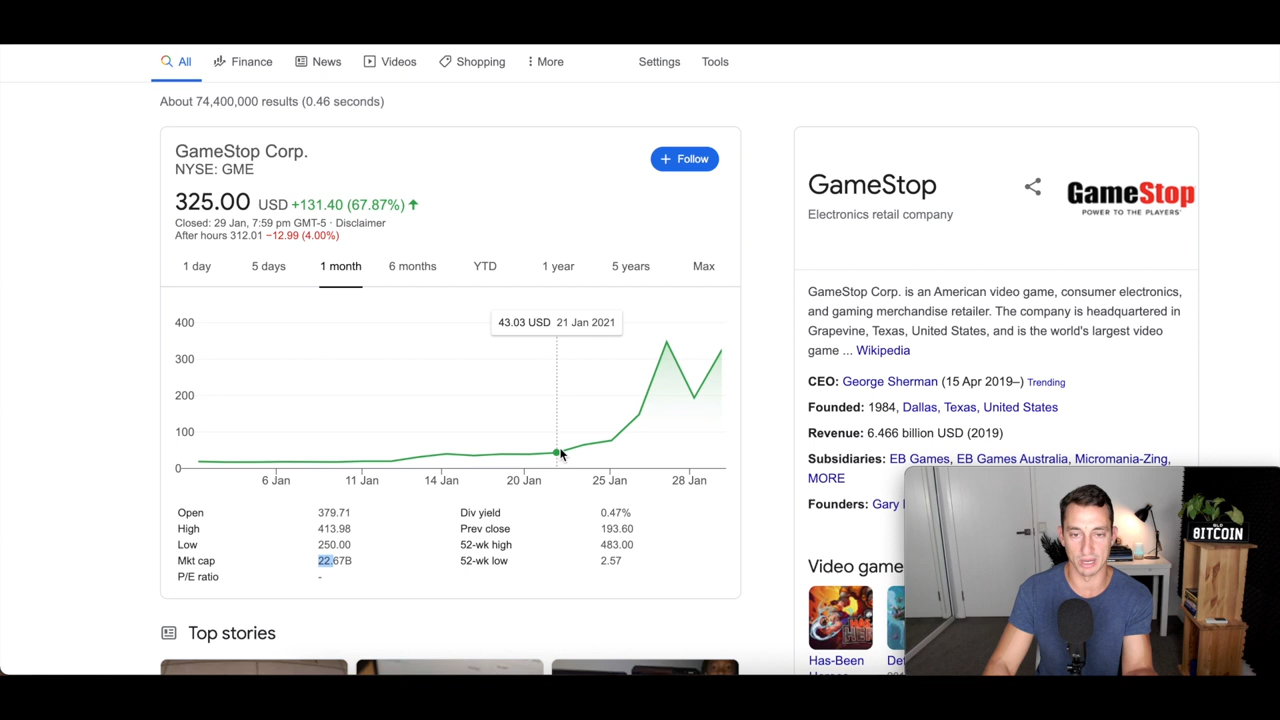 All
Finance
News
Videos
Shopping
More
Settings
Tools
About 74,400,000 results (0.46 seconds)
GameStop Corp.
NYSE: GME
+ Follow
325.00 USD +131.40 (67.87%)
Closed: 29 Jan, 7:59 pm GMT-5 · Disclaimer
After hours 312.01 −12.99 (4.00%)
1 day
5 days
1 month
6 months
YTD
1 year
5 years
Max
43.03 USD 21 Jan 2021
400
300
200
100
0
6 Jan
11 Jan
14 Jan
20 Jan
25 Jan
28 Jan
Open 379.71
High 413.98
Low 250.00
Mkt cap 22.67B
P/E ratio -
Div yield 0.47%
Prev close 193.60
52-wk high 483.00
52-wk low 2.57
Top stories
GameStop
Electronics retail company
GameStop
POWER TO THE PLAYERS
GameStop Corp. is an American video game, consumer electronics,
and gaming merchandise retailer. The company is headquartered in
Grapevine, Texas, United States, and is the world's largest video
game ... Wikipedia
CEO: George Sherman (15 Apr 2019–) Trending
Founded: 1984, Dallas, Texas, United States
Revenue: 6.466 billion USD (2019)
Subsidiaries: EB Games, EB Games Australia, Micromania-Zing,
MORE
Founders: Gary
Video game
Has-Been
BITCOIN